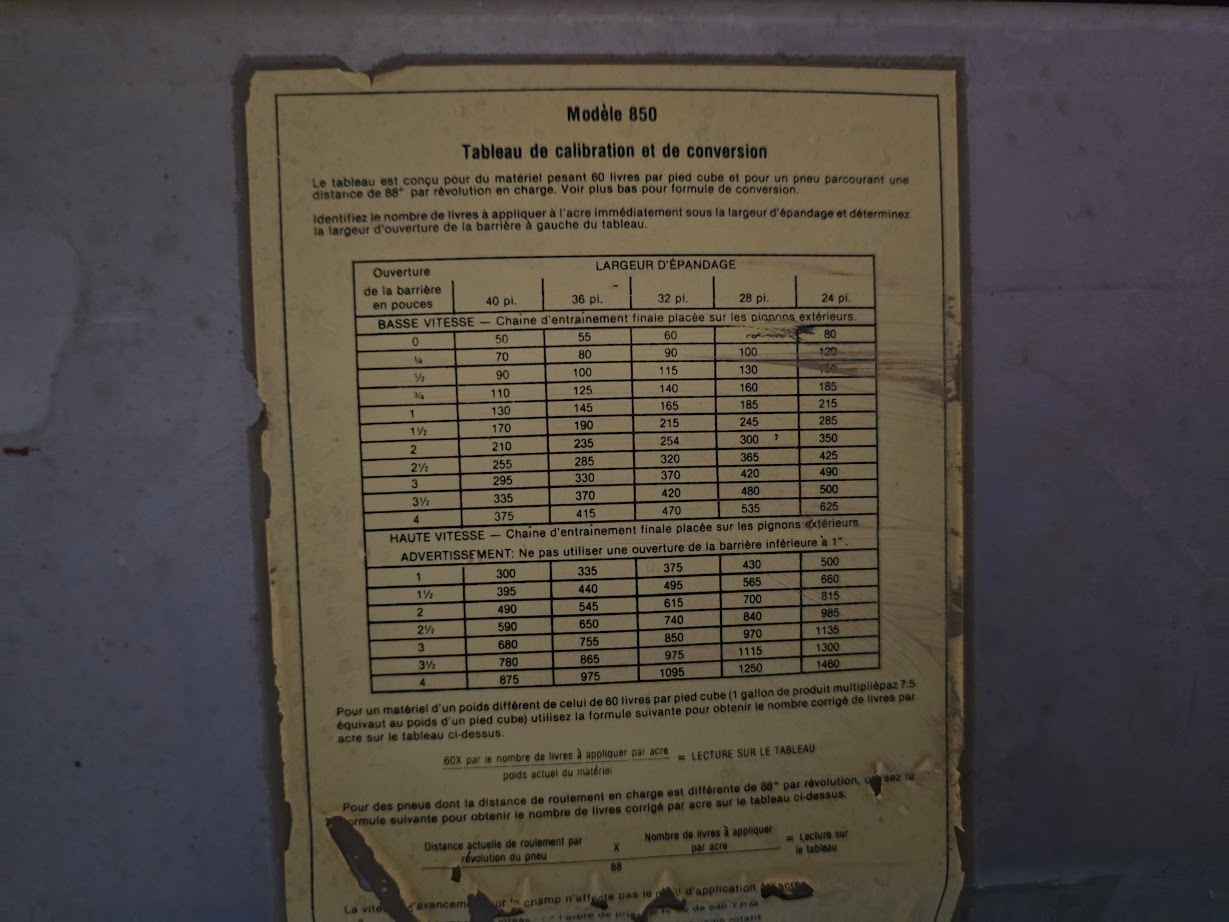 Modèle 850
Tableau de calibration et de conversion
Le tableau est conçu pour du matériel pesant 60 livres par pied cube et pour un pneu parcourant une
distance de 88" par révolution en charge. Voir plus bas pour formule de conversion.
Identifiez le nombre de livres à appliquer à l'acre immédiatement sous la largeur d'épandage et déterminez
la largeur d'ouverture de la barrière à gauche du tableau.
Ouverture LARGEUR D'ÉPANDAGE
de la barrière
en pouces 40 pi. 36 pi. 32 pi. 28 pi. 24 pi.
BASSE VITESSE — Chaine d'entrainement finale placée sur les pignons extérieurs.
0 50 55 60 80
¼ 70 80 90 100 120
½ 90 100 115 130
¾ 110 125 140 160 185
1 130 145 165 185 215
1½ 170 190 215 245 285
2 210 235 254 300 350
2½ 255 285 320 365 425
3 295 330 370 420 490
3½ 335 370 420 480 500
4 375 415 470 535 625
HAUTE VITESSE — Chaine d'entrainement finale placée sur les pignons extérieurs
ADVERTISSEMENT: Ne pas utiliser une ouverture de la barrière inférieure à 1".
1 300 335 375 430 500
1½ 395 440 495 565 660
2 490 545 615 700 815
2½ 590 650 740 840 985
3 680 755 850 970 1135
3½ 780 865 975 1115 1300
4 875 975 1095 1250 1460
Pour un matériel d'un poids différent de celui de 60 livres par pied cube (1 gallon de produit multipliépaz 7.5
équivaut au poids d'un pied cube) utilisez la formule suivante pour obtenir le nombre corrigé de livres par
acre sur le tableau ci-dessus.
60X par le nombre de livres à appliquer par acre = LECTURE SUR LE TABLEAU
poids actuel du matériel
Pour des pneus dont la distance de roulement en charge est différente de 88" par révolution, la
suivante pour obtenir le nombre de livres corrigé par acre sur le tableau ci-dessus.
Distance actuelle de roulement par Nombre de livres à appliquer = Lecture sur
révolution du pneu X par acre le tableau
88
La champ n'affecte pas le d'application